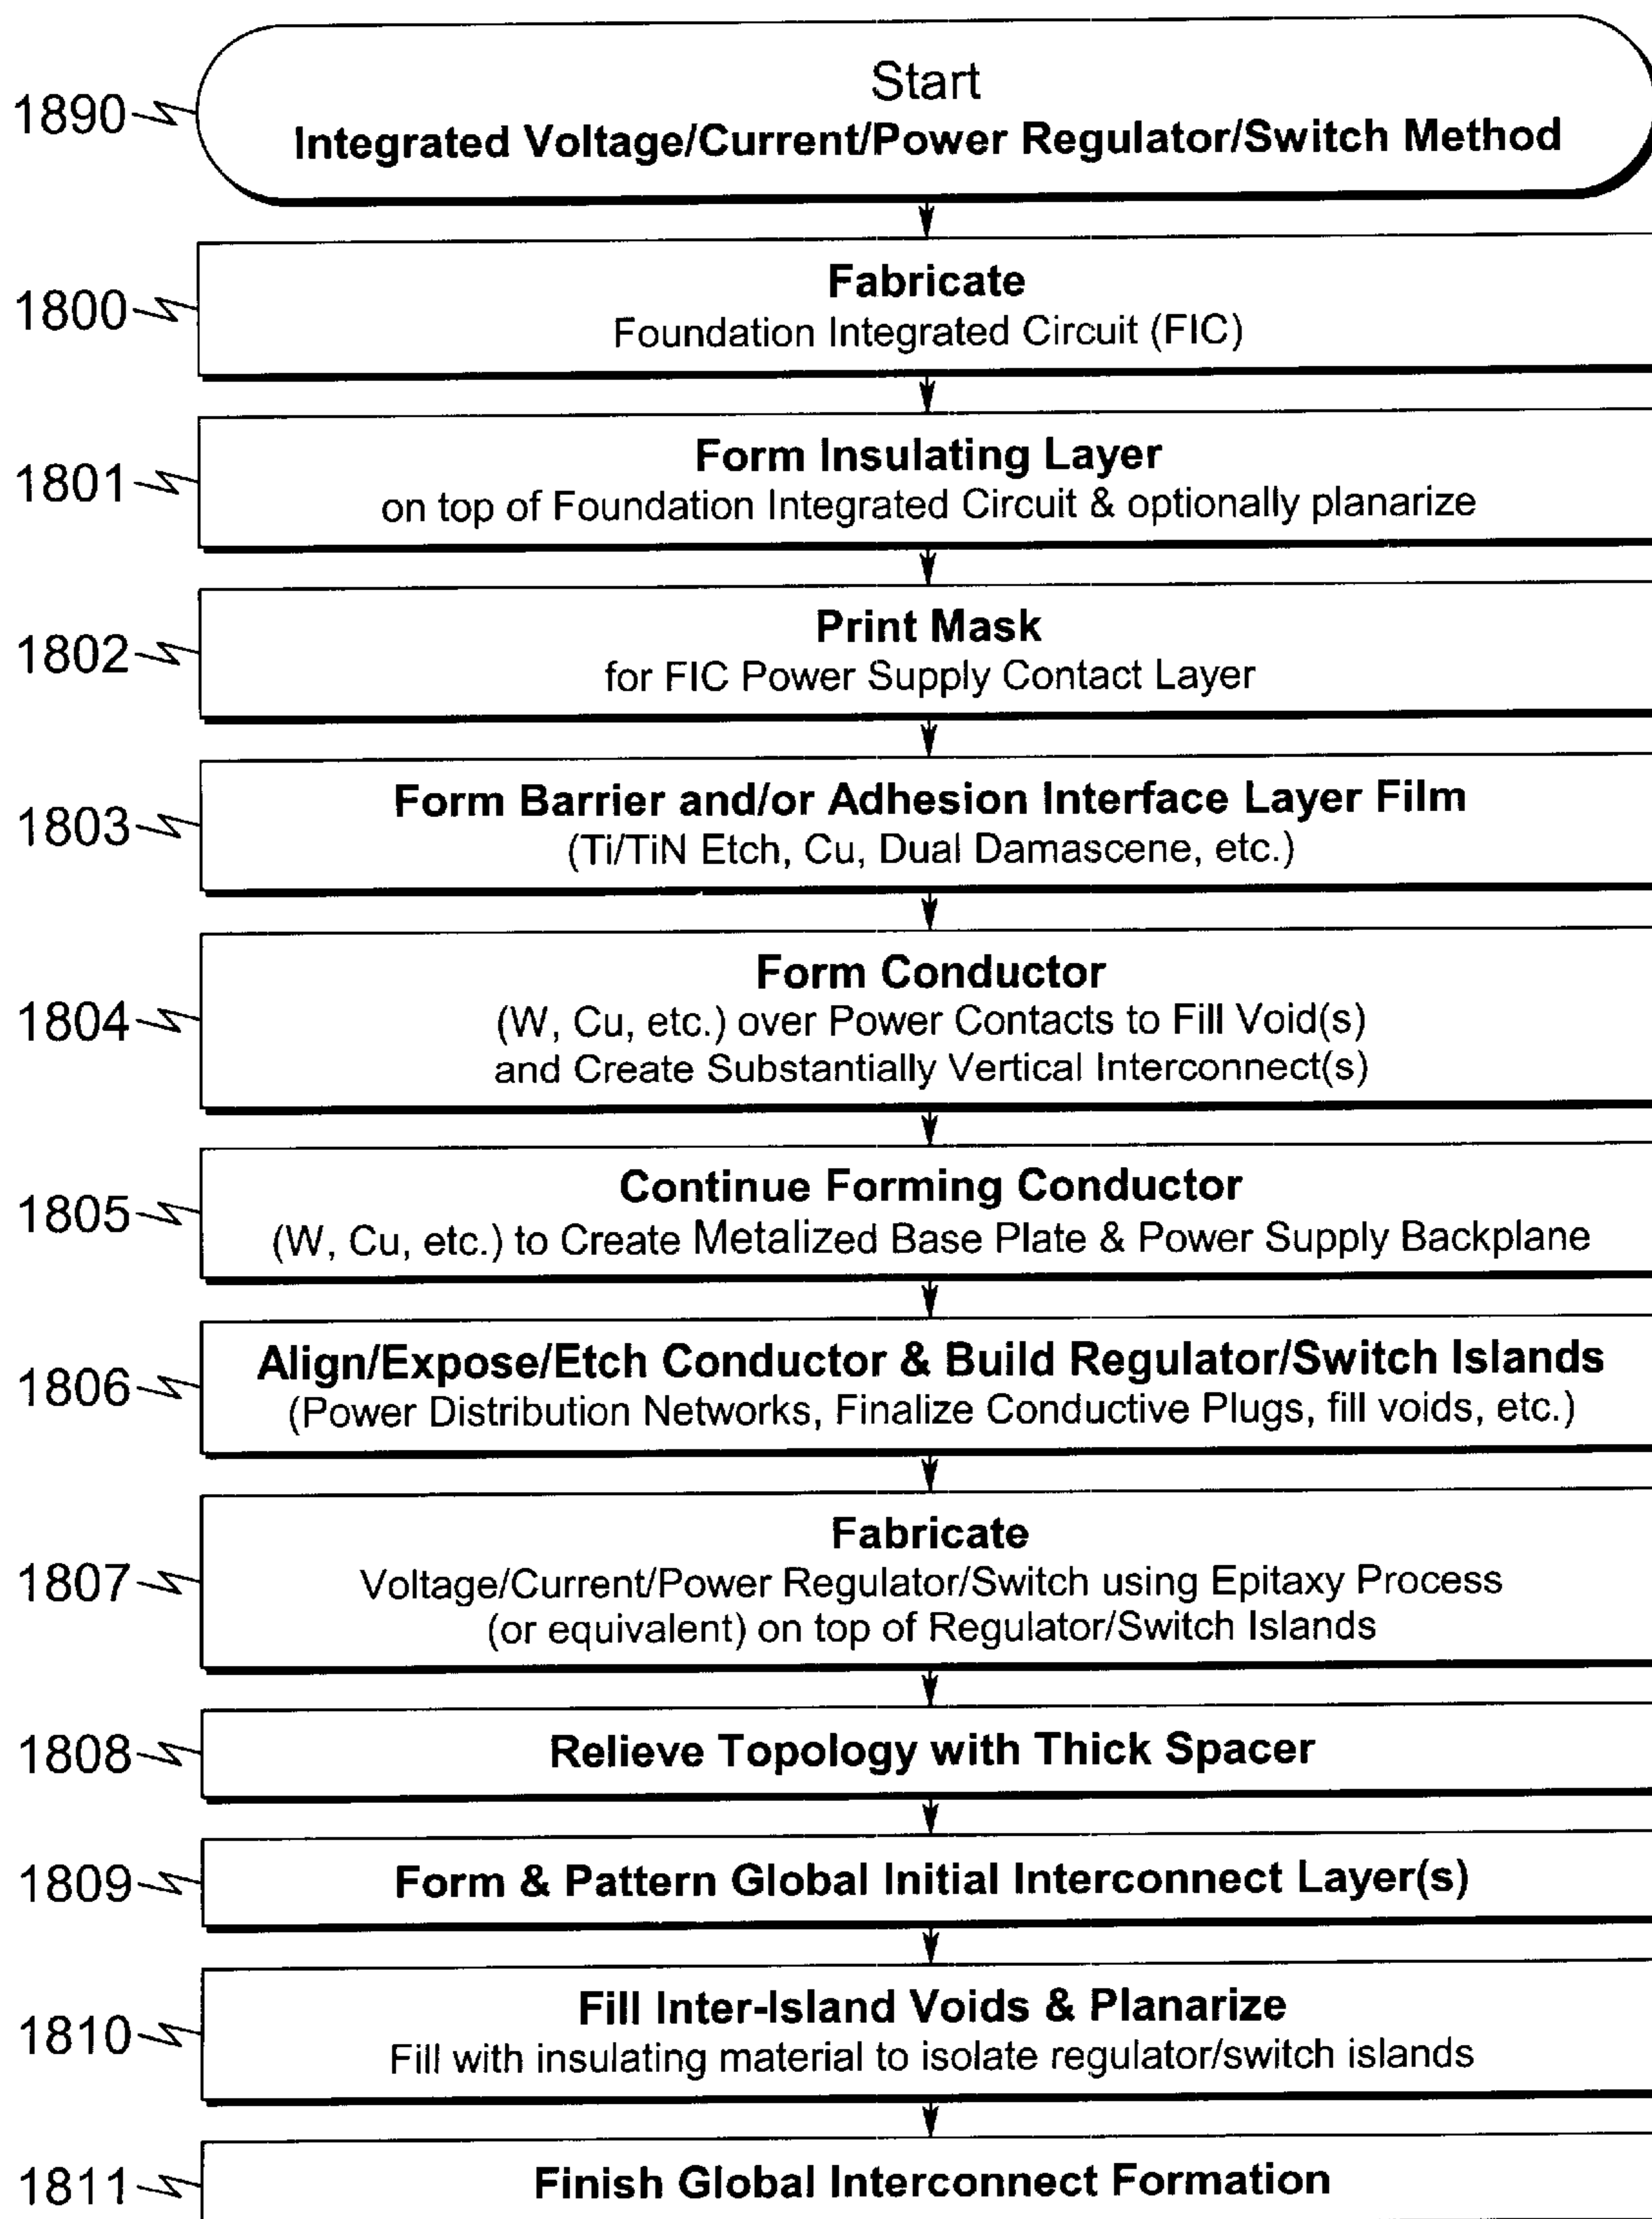 1890
Start
Integrated Voltage/Current/Power Regulator/Switch Method
1800
Fabricate
Foundation Integrated Circuit (FIC)
1801
Form Insulating Layer
on top of Foundation Integrated Circuit & optionally planarize
1802
Print Mask
for FIC Power Supply Contact Layer
1803
Form Barrier and/or Adhesion Interface Layer Film
(Ti/TiN Etch, Cu, Dual Damascene, etc.)
1804
Form Conductor
(W, Cu, etc.) over Power Contacts to Fill Void(s)
and Create Substantially Vertical Interconnect(s)
1805
Continue Forming Conductor
(W, Cu, etc.) to Create Metalized Base Plate & Power Supply Backplane
1806
Align/Expose/Etch Conductor & Build Regulator/Switch Islands
(Power Distribution Networks, Finalize Conductive Plugs, fill voids, etc.)
1807
Fabricate
Voltage/Current/Power Regulator/Switch using Epitaxy Process
(or equivalent) on top of Regulator/Switch Islands
1808
Relieve Topology with Thick Spacer
1809
Form & Pattern Global Initial Interconnect Layer(s)
1810
Fill Inter-Island Voids & Planarize
Fill with insulating material to isolate regulator/switch islands
1811
Finish Global Interconnect Formation